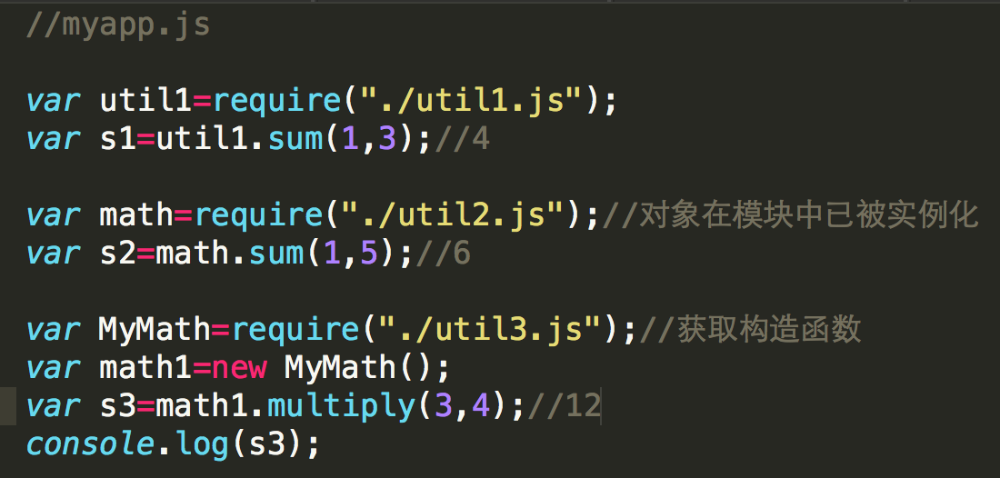 //myapp.js
var util1=require("./util1.js");
var s1=util1.sum(1,3);//4
var math=require("./util2.js");//对象在模块中己被实例化
var s2=math.sum(1,5);//6
var MyMath=require("./util3.js");//获取构造函数
var math1=new MyMath();
var s3=math1.multiply(3,4);//12
console.log(s3);